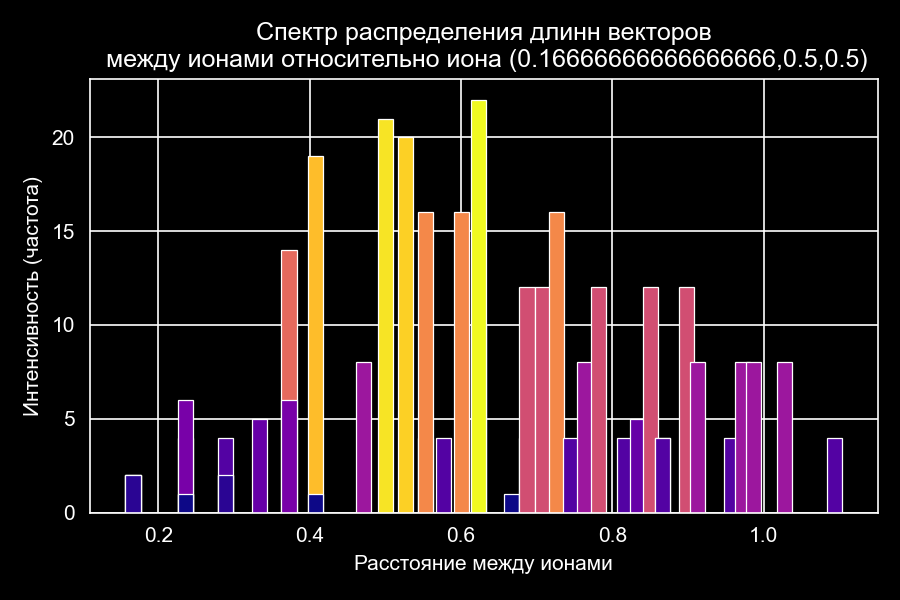 Спектр распределения длинн векторов
между ионами относительно иона (0.16666666666666666,0.5,0.5)
Интенсивность (частота)
20
15
10
5
0
0.2 0.4 0.6 0.8 1.0
Расстояние между ионами